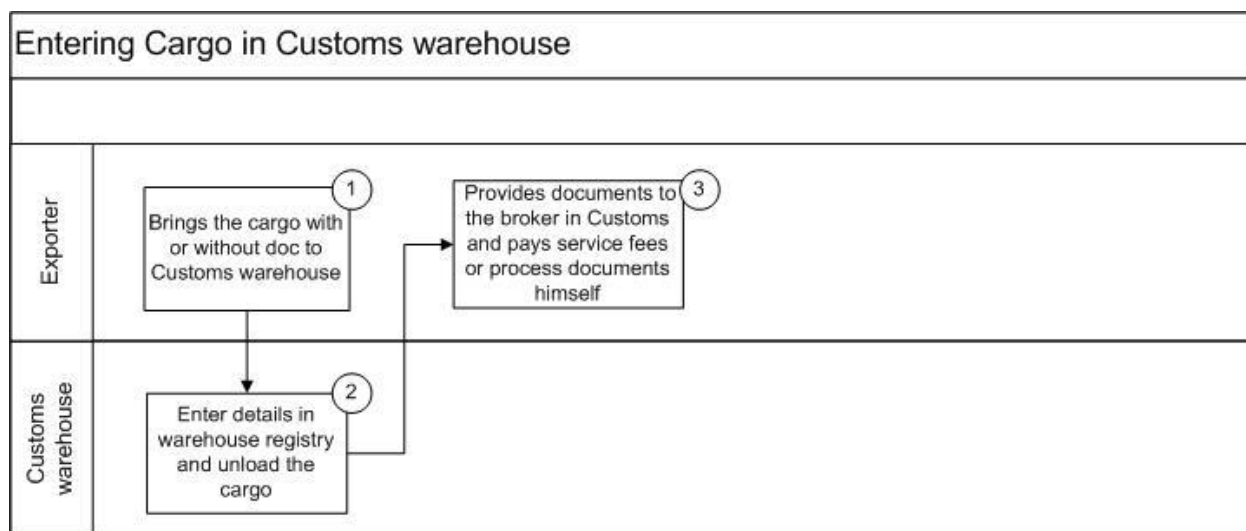 Entering Cargo in Customs warehouse
Exporter
1
Brings the cargo with
or without doc to
Customs warehouse
3
Provides documents to
the broker in Customs
and pays service fees
or process documents
himself
Customs
warehouse
2
Enter details in
warehouse registry
and unload the
cargo